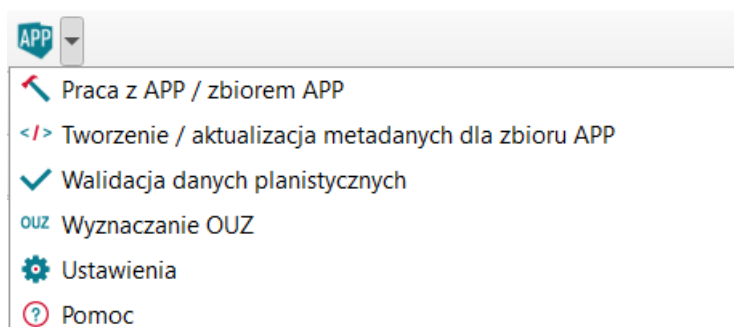 APP
Praca z APP / zbiorem APP
</> Tworzenie / aktualizacja metadanych dla zbioru APP
Walidacja danych planistycznych
OUZ Wyznaczanie OUZ
Ustawienia
? Pomoc